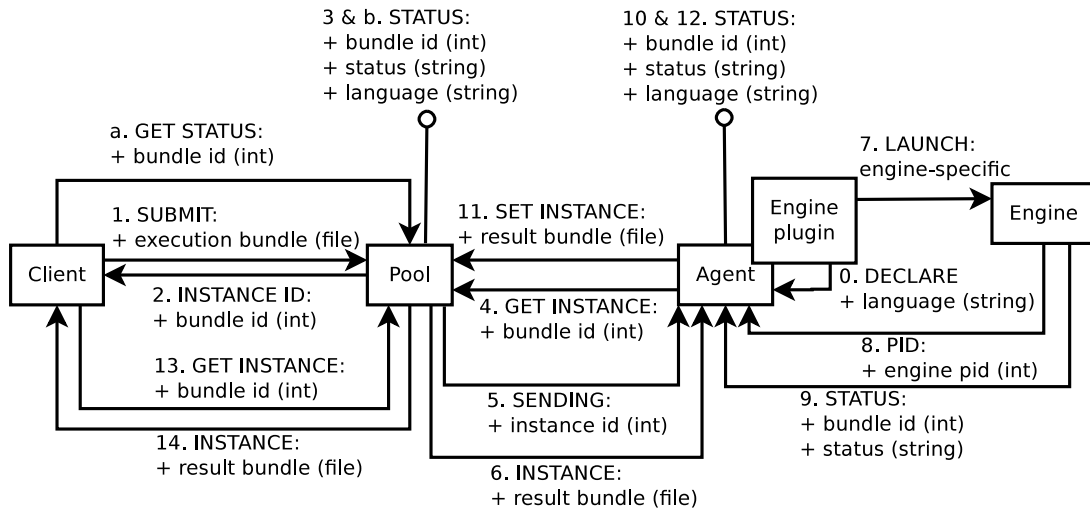 3 & b. STATUS:
+ bundle id (int)
+ status (string)
+ language (string)
10 & 12. STATUS:
+ bundle id (int)
+ status (string)
+ language (string)
a. GET STATUS:
+ bundle id (int)
7. LAUNCH:
engine-specific
1. SUBMIT:
+ execution bundle (file)
11. SET INSTANCE:
+ result bundle (file)
Engine
plugin
Engine
Client
Pool
Agent
0. DECLARE
+ language (string)
2. INSTANCE ID:
+ bundle id (int)
4. GET INSTANCE:
+ bundle id (int)
8. PID:
+ engine pid (int)
13. GET INSTANCE:
+ bundle id (int)
5. SENDING:
+ instance id (int)
9. STATUS:
+ bundle id (int)
+ status (string)
14. INSTANCE:
+ result bundle (file)
6. INSTANCE:
+ result bundle (file)